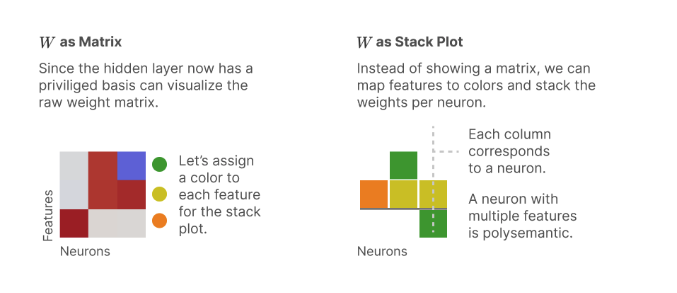 W as Matrix
Since the hidden layer now has a
priviliged basis can visualize the
raw weight matrix.
Features
Neurons
Let's assign
a color to
each feature
for the stack
plot.
W as Stack Plot
Instead of showing a matrix, we can
map features to colors and stack the
weights per neuron.
Each column
corresponds
to a neuron.
A neuron with
multiple features
is polysemantic.
Neurons